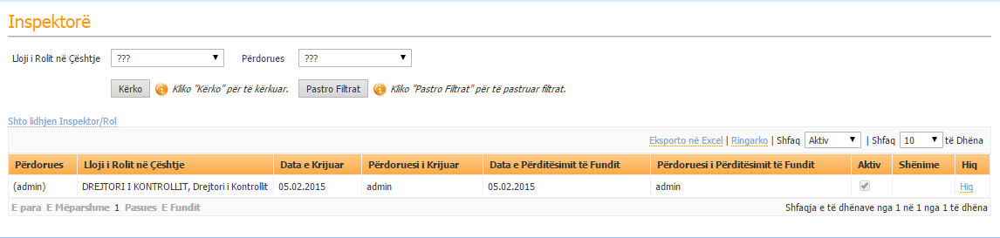 Inspektorë
Lloji i Rolit në Çështje ??? Përdorues ???
Kërko Kliko "Kërko" për të kërkuar. Pastro Filtrat Kliko "Pastro Filtrat" për të pastruar filtrat.
Shto lidhjen Inspektor/Rol
Eksporto në Excel | Ringarko | Shfaq Aktiv | Shfaq 10 të Dhëna
Përdorues Lloji i Rolit në Çështje Data e Krijuar Përdoruesi i Krijuar Data e Përditësimit të Fundit Përdoruesi i Përditësimit të Fundit Aktiv Shënime Hiq
(admin) DREJTORI I KONTROLLIT, Drejtori i Kontrollit 05.02.2015 admin 05.02.2015 admin Hiq
E para E Mëparshme 1 Pasues E Fundit Shfaqja e të dhënave nga 1 në 1 nga 1 të dhëna